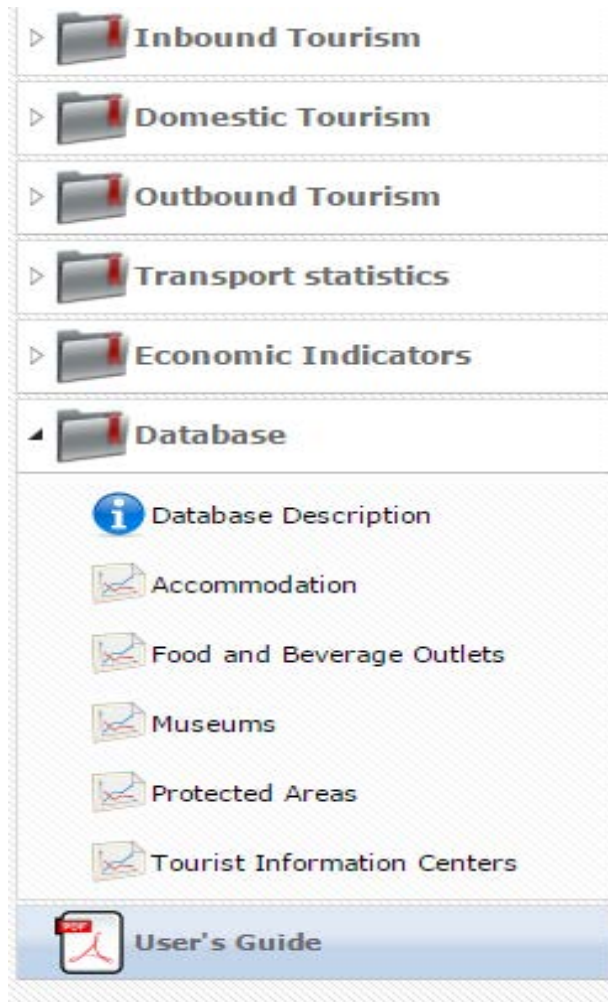 Inbound Tourism
Domestic Tourism
Outbound Tourism
Transport statistics
Economic Indicators
Database
Database Description
Accommodation
Food and Beverage Outlets
Museums
Protected Areas
Tourist Information Centers
PDF
User's Guide